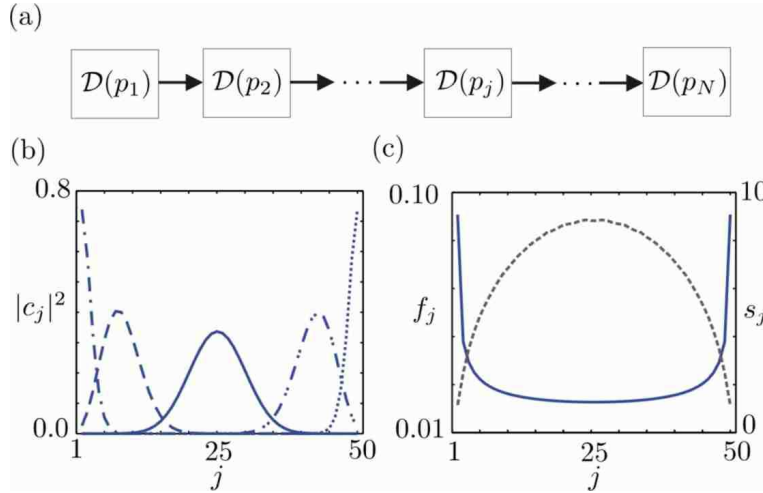 (a)
𝒟(p₁) 𝒟(p₂) ··· 𝒟(pⱼ) ··· 𝒟(p_N)
(b)
0.8
|cⱼ|²
0.0
1 25 50
j
(c)
0.10 10
fⱼ sⱼ
0.01 0
1 25 50
j